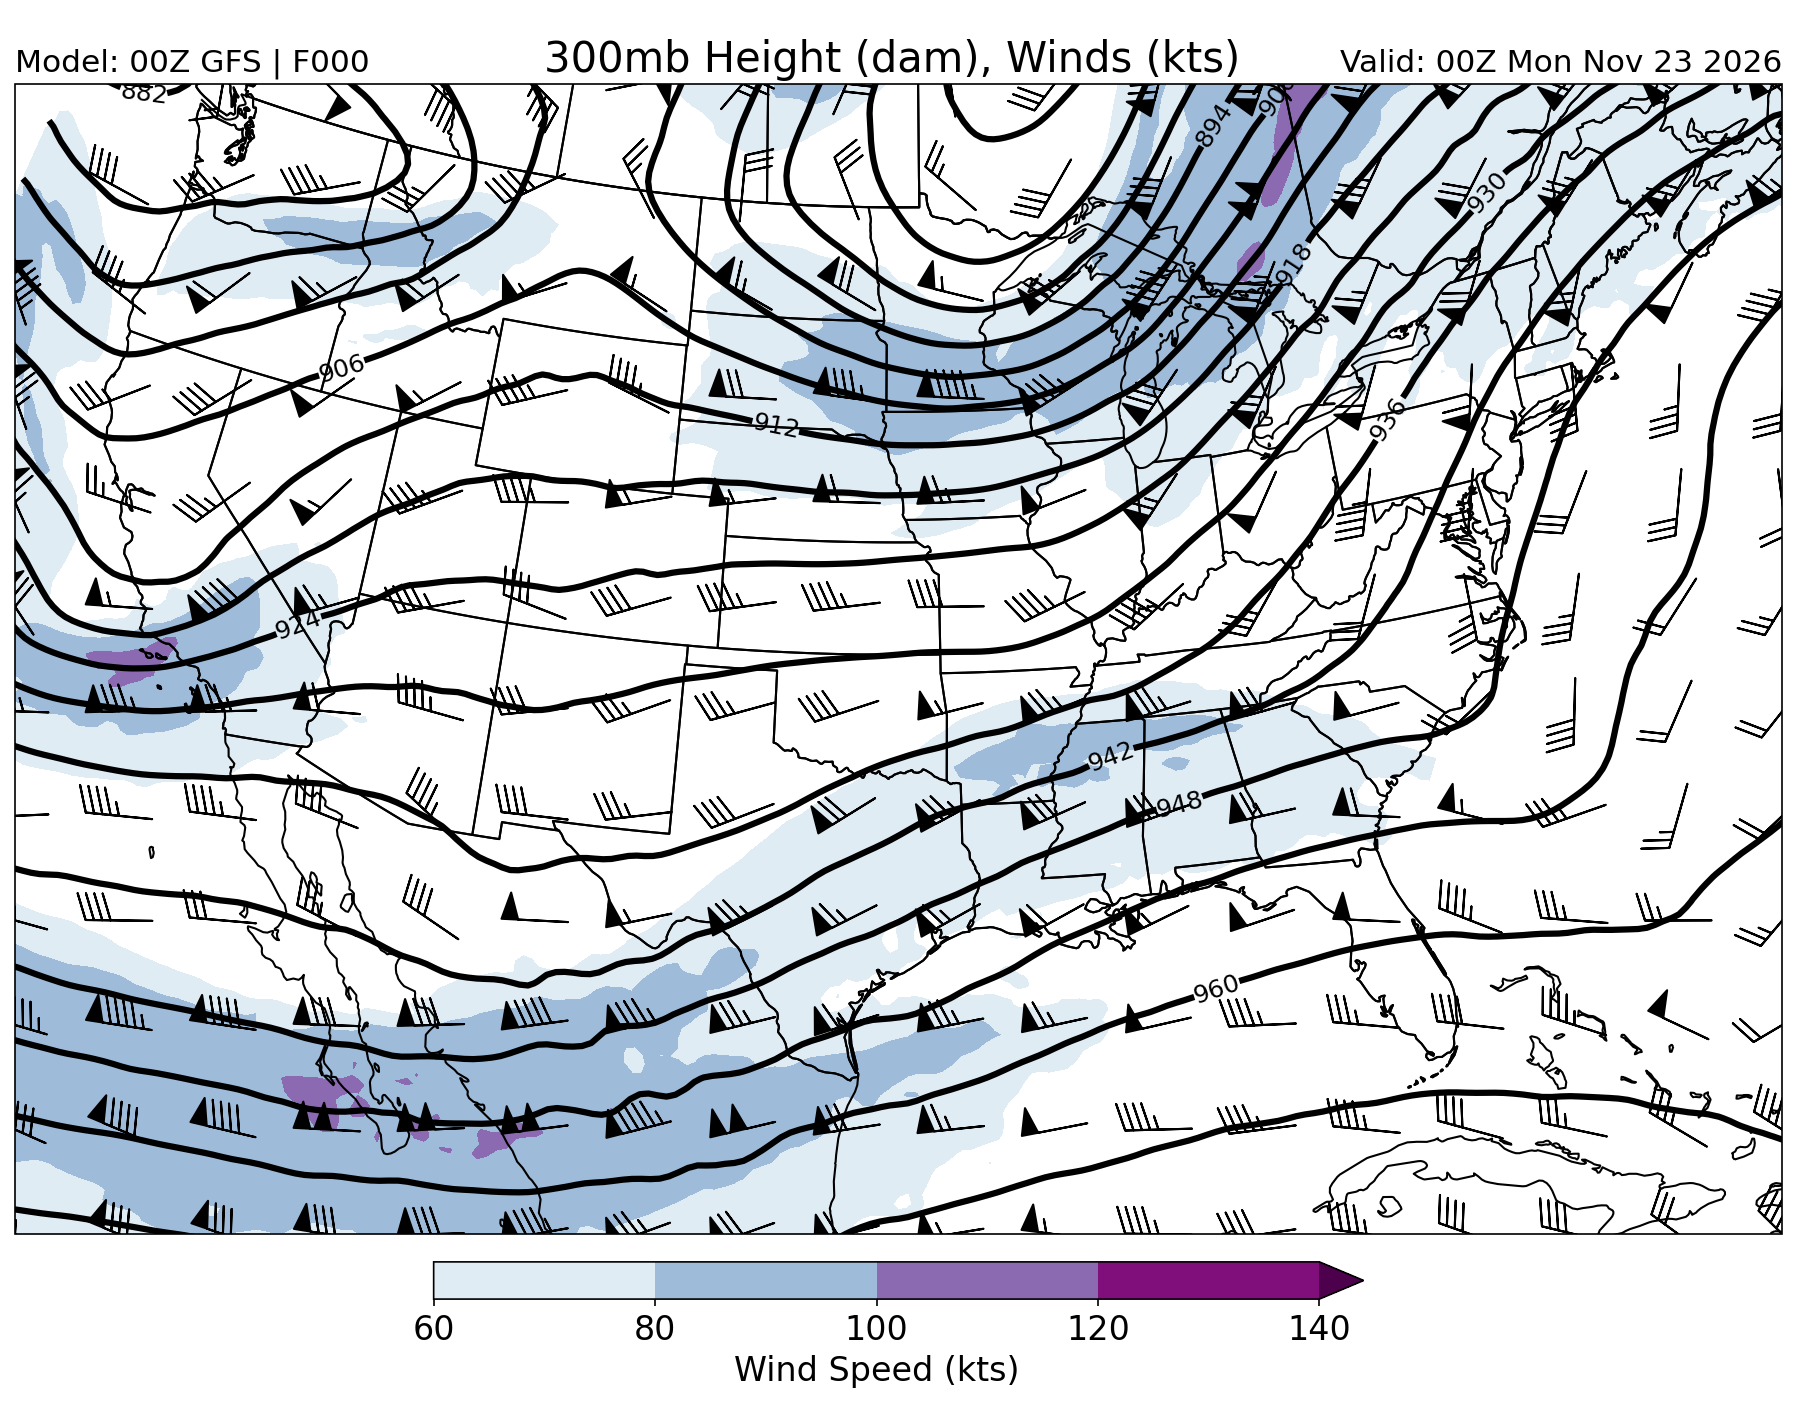 Model: 00Z GFS | F000
300mb Height (dam), Winds (kts)
Valid: 00Z Mon Nov 23 2026
882
894
900
930
918
906
912
936
924
942
948
960
60 80 100 120 140
Wind Speed (kts)